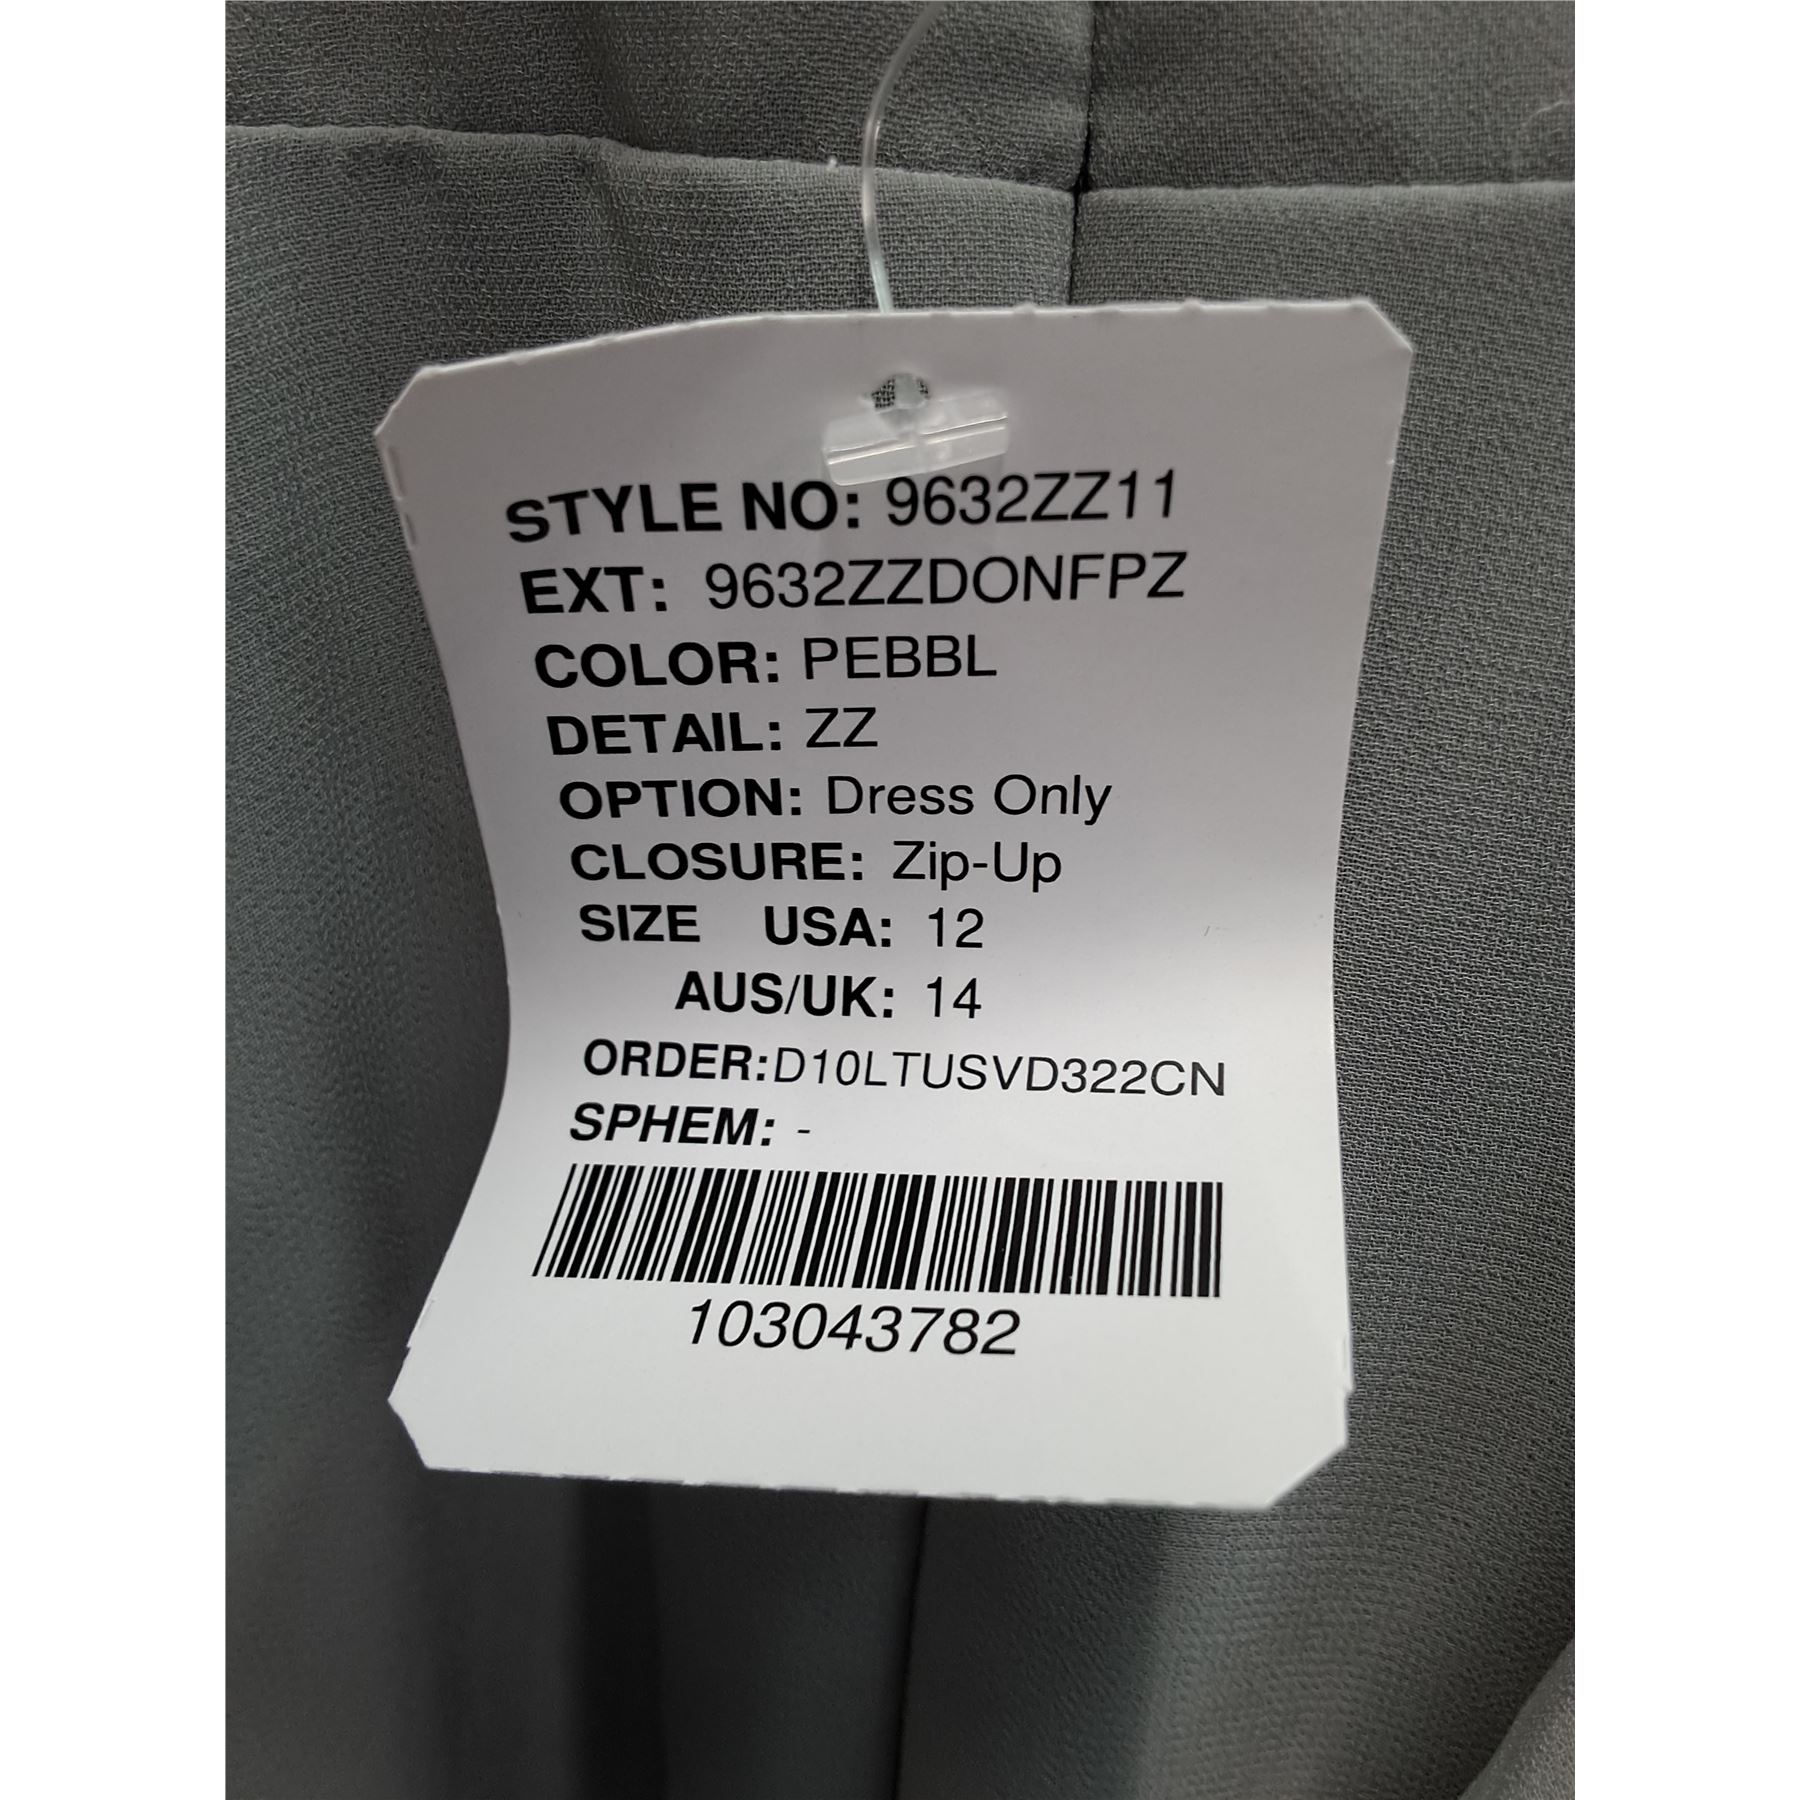 STYLE NO: 9632ZZ11
EXT: 9632ZZDONFPZ
COLOR: PEBBL
DETAIL: ZZ
OPTION: Dress Only
CLOSURE: Zip-Up
SIZE USA: 12
AUS/UK: 14
ORDER:D10LTUSVD322CN
SPHEM: -
103043782